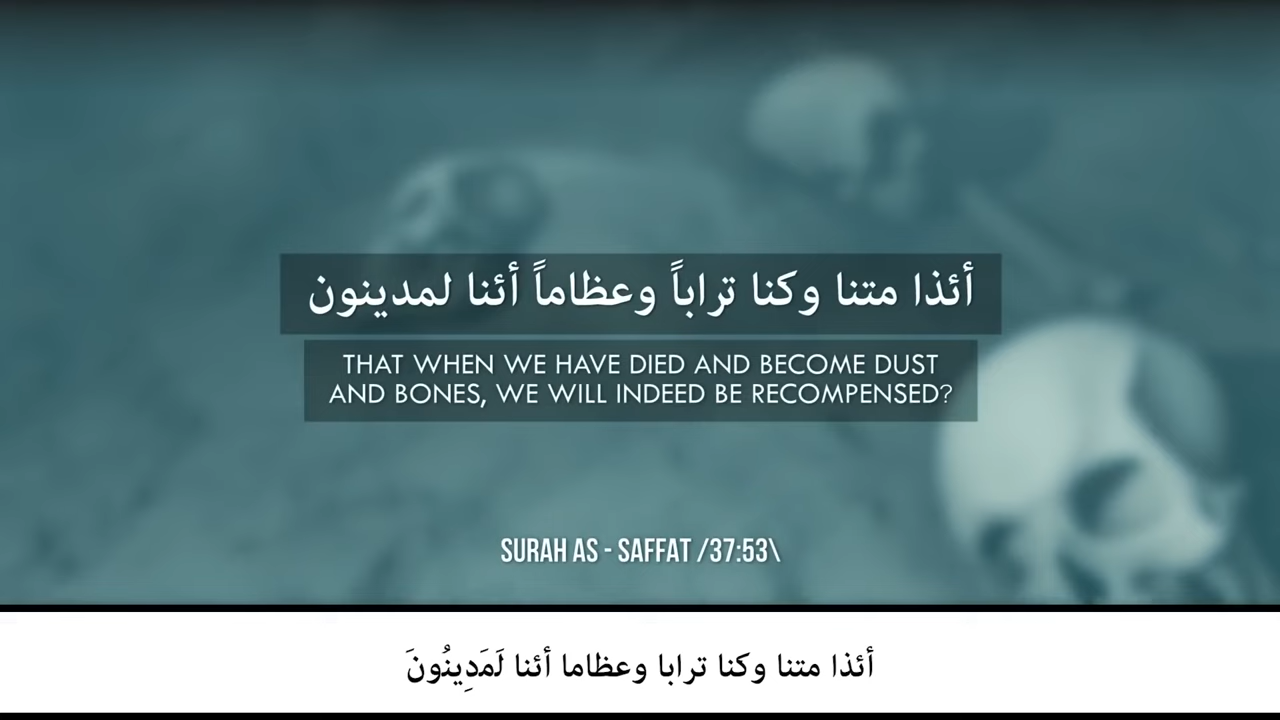 أئذا متنا وكنا تراباً وعظاماً أئنا لمدينون
THAT WHEN WE HAVE DIED AND BECOME DUST
AND BONES, WE WILL INDEED BE RECOMPENSED?
SURAH AS - SAFFAT /37:53\
أئذا متنا وكنا ترابا وعظاما أئنا لَمَدِينُونَ